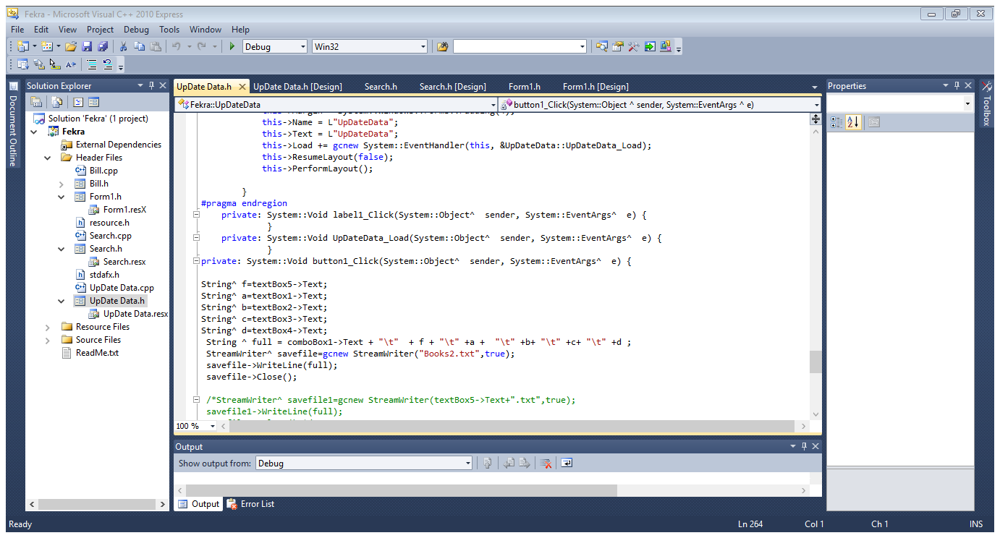 Fekra - Microsoft Visual C++ 2010 Express
File Edit View Project Debug Tools Window Help
Debug Win32
Document Outline
Solution Explorer
Solution 'Fekra' (1 project)
Fekra
External Dependencies
Header Files
Bill.cpp
Bill.h
Form1.h
Form1.resX
resource.h
Search.cpp
Search.h
Search.resx
stdafx.h
UpDate Data.cpp
UpDate Data.h
UpDate Data.resx
Resource Files
Source Files
ReadMe.txt
UpDate Data.h UpDate Data.h [Design] Search.h Search.h [Design] Form1.h Form1.h [Design]
Fekra::UpDateData button1_Click(System::Object ^ sender, System::EventArgs ^ e)
this->Name = L"UpDateData";
this->Text = L"UpDateData";
this->Load += gcnew System::EventHandler(this, &UpDateData::UpDateData_Load);
this->ResumeLayout(false);
this->PerformLayout();
}
#pragma endregion
private: System::Void label1_Click(System::Object^  sender, System::EventArgs^  e) {
}
private: System::Void UpDateData_Load(System::Object^  sender, System::EventArgs^  e) {
}
private: System::Void button1_Click(System::Object^  sender, System::EventArgs^  e) {
String^ f=textBox5->Text;
String^ a=textBox1->Text;
String^ b=textBox2->Text;
String^ c=textBox3->Text;
String^ d=textBox4->Text;
String ^ full = comboBox1->Text + "\t"  + f + "\t" +a +  "\t" +b+ "\t" +c+ "\t" +d ;
StreamWriter^ savefile=gcnew StreamWriter("Books2.txt",true);
savefile->WriteLine(full);
savefile->Close();
/*StreamWriter^ savefile1=gcnew StreamWriter(textBox5->Text+".txt",true);
savefile1->WriteLine(full);
100 %
Output
Show output from: Debug
Output Error List
Properties
Toolbox
Ready Ln 264 Col 1 Ch 1 INS